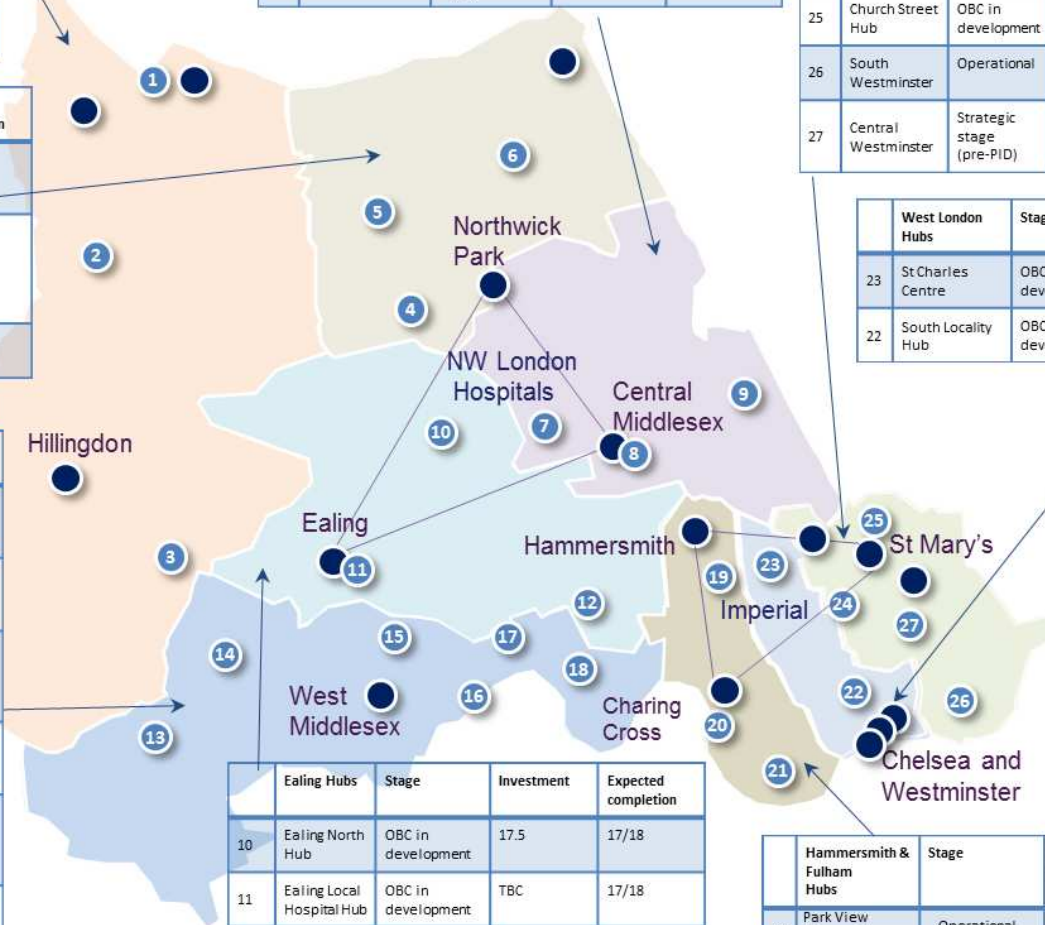 25
Church Street
Hub
OBC in
development
26
South
Westminster
Operational
27
Central
Westminster
Strategic
stage
(pre-PID)
West London
Hubs
23
St Charles
Centre
22
South Locality
Hub
1
6
5
Northwick
Park
2
4
NW London
Hospitals
Central
Middlesex
9
10
7
8
Hillingdon
Ealing
11
3
Hammersmith
25
St Mary's
23
19
Imperial
24
12
27
15
17
14
18
West
Middlesex
16
Charing
Cross
22
26
13
20
21
Chelsea and
Westminster
Ealing Hubs
Stage
Investment
Expected
completion
10
Ealing North
Hub
OBC in
development
17.5
17/18
11
Ealing Local
Hospital Hub
OBC in
development
TBC
17/18
Hammersmith &
Fulham
Hubs
Stage
Park View
Operational